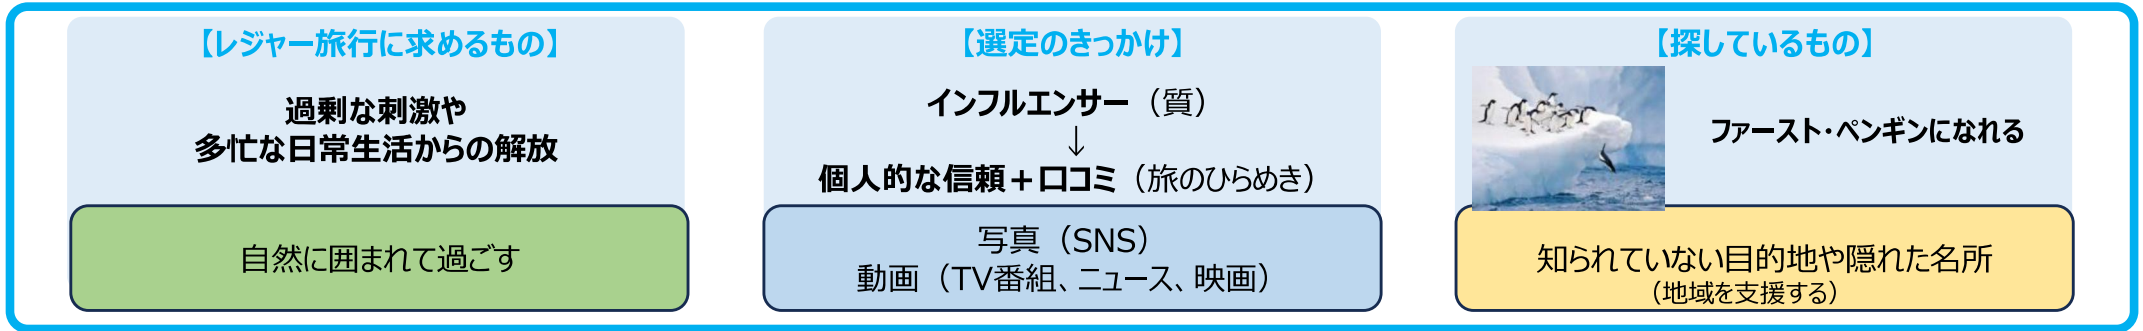 【レジャー旅行に求めるもの】
過剰な刺激や
多忙な日常生活からの解放
自然に囲まれて過ごす
【選定のきっかけ】
インフルエンサー（質）
↓
個人的な信頼＋口コミ（旅のひらめき）
写真（SNS）
動画（TV番組、ニュース、映画）
【探しているもの】
ファースト・ペンギンになれる
知られていない目的地や隠れた名所
（地域を支援する）